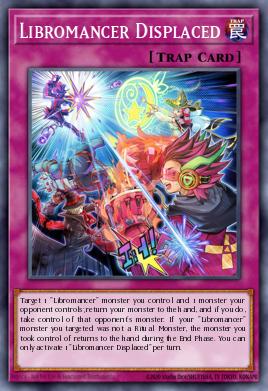 LIBROMANCER DISPLACED
TRAP
罠
[TRAP CARD]
Target 1 "Libromancer" monster you control and 1 monster your
opponent controls; return your monster to the hand, and if you do,
take control of that opponent's monster. If your "Libromancer"
monster you targeted was not a Ritual Monster, the monster you
took control of returns to the hand during the End Phase. You can
only activate 1 "Libromancer Displaced" per turn.